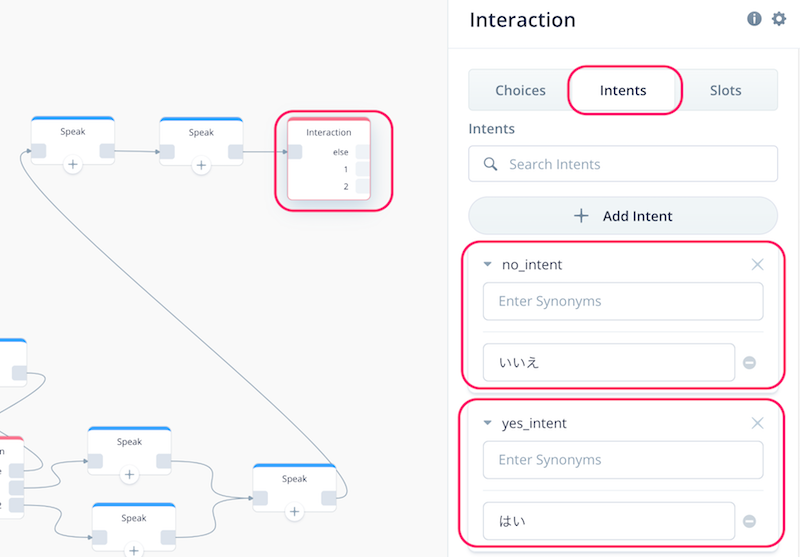 Interaction
Choices
Intents
Slots
Intents
Search Intents
+ Add Intent
no_intent
Enter Synonyms
いいえ
yes_intent
Enter Synonyms
はい
Speak
Speak
Interaction
else
1
2
Speak
Speak
Speak